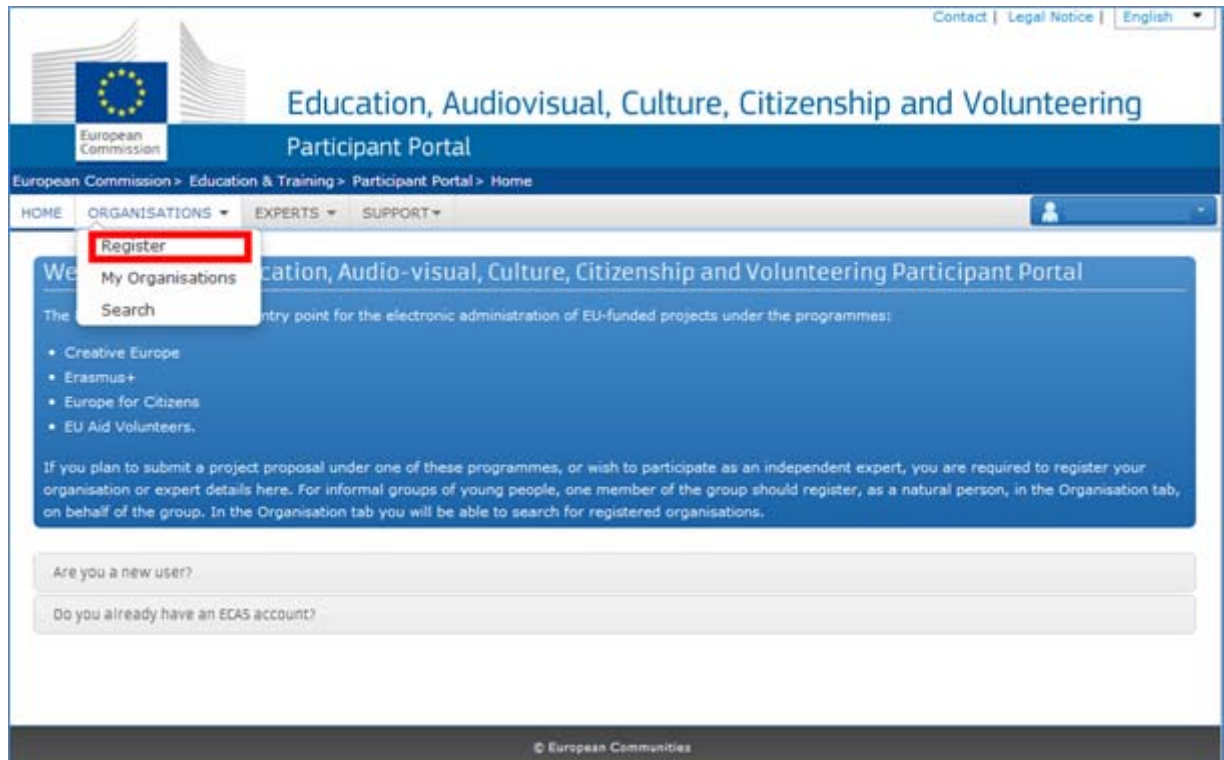 Contact | Legal Notice | English
Education, Audiovisual, Culture, Citizenship and Volunteering
European
Commission
Participant Portal
European Commission > Education & Training > Participant Portal > Home
HOME ORGANISATIONS EXPERTS SUPPORT
Register
My Organisations
Search
We cation, Audio-visual, Culture, Citizenship and Volunteering Participant Portal
The ntry point for the electronic administration of EU-funded projects under the programmes:
• Creative Europe
• Erasmus+
• Europe for Citizens
• EU Aid Volunteers.
If you plan to submit a project proposal under one of these programmes, or wish to participate as an independent expert, you are required to register your
organisation or expert details here. For informal groups of young people, one member of the group should register, as a natural person, in the Organisation tab,
on behalf of the group. In the Organisation tab you will be able to search for registered organisations.
Are you a new user?
Do you already have an ECAS account?
© European Communities